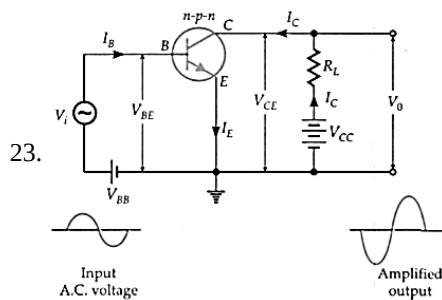 n-p-n
C
I_C
I_B
B
E
R_L
V_i
V_BE
V_CE
I_C
V_0
I_E
V_CC
23.
V_BB
Input
A.C. voltage
Amplified
output